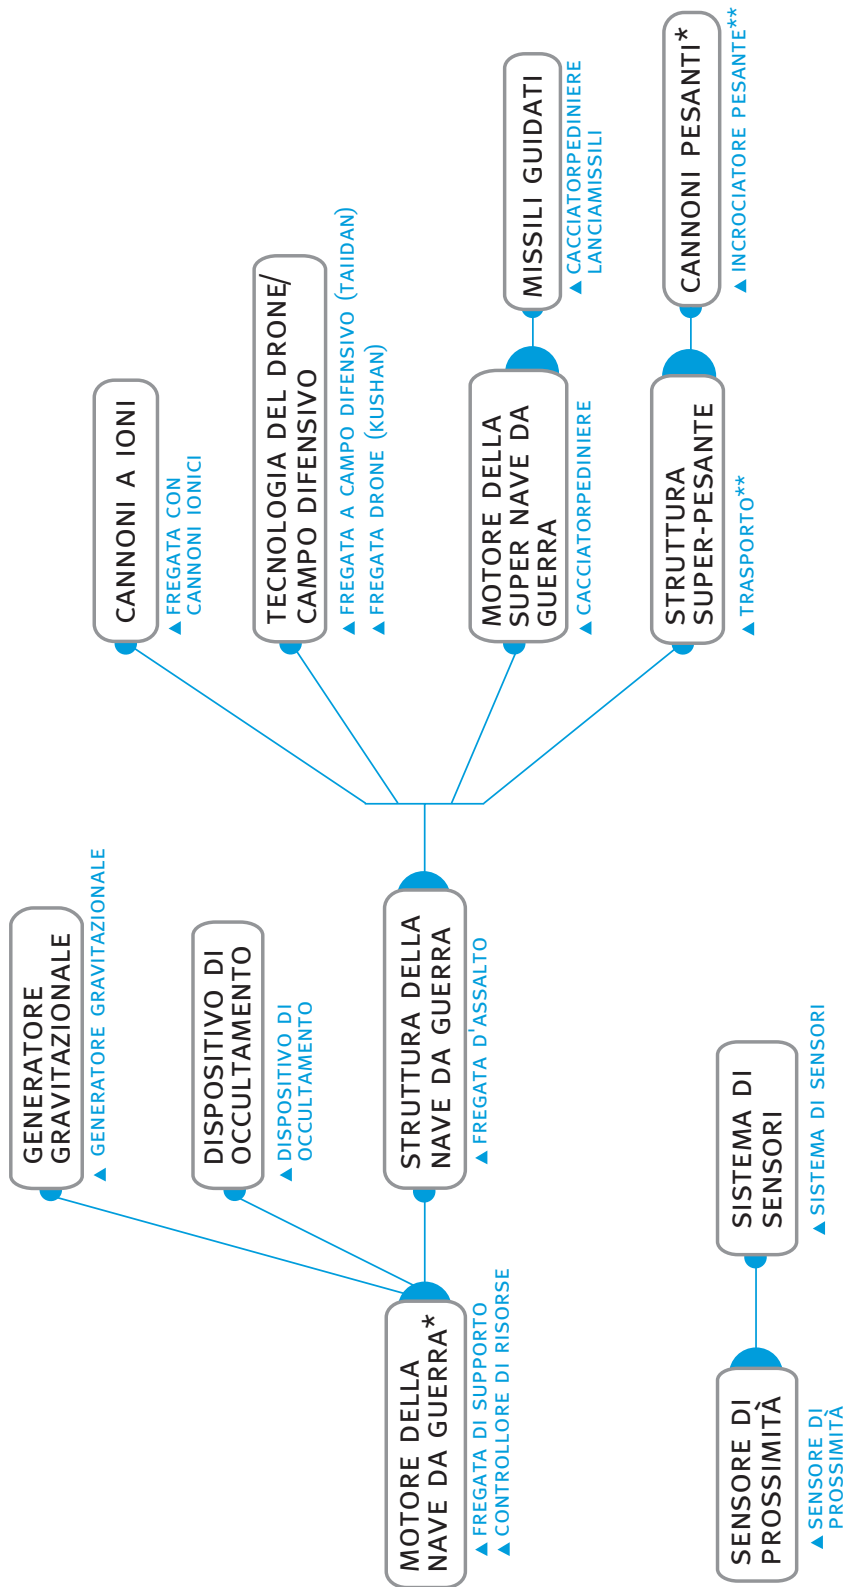 GENERATORE
GRAVITAZIONALE
▲ GENERATORE GRAVITAZIONALE
DISPOSITIVO DI
OCCULTAMENTO
▲ DISPOSITIVO DI
OCCULTAMENTO
MOTORE DELLA
NAVE DA GUERRA*
▲ FREGATA DI SUPPORTO
▲ CONTROLLORE DI RISORSE
STRUTTURA DELLA
NAVE DA GUERRA
▲ FREGATA D'ASSALTO
CANNONI A IONI
▲ FREGATA CON
CANNONI IONICI
TECNOLOGIA DEL DRONE/
CAMPO DIFENSIVO
▲ FREGATA A CAMPO DIFENSIVO (TAIIDAN)
▲ FREGATA DRONE (KUSHAN)
MOTORE DELLA
SUPER NAVE DA
GUERRA
▲ CACCIATORPEDINIERE
MISSILI GUIDATI
▲ CACCIATORPEDINIERE
LANCIAMISSILI
STRUTTURA
SUPER-PESANTE
▲ TRASPORTO**
CANNONI PESANTI*
▲ INCROCIATORE PESANTE**
SENSORE DI
PROSSIMITÀ
▲ SENSORE DI
PROSSIMITÀ
SISTEMA DI
SENSORI
▲ SISTEMA DI SENSORI